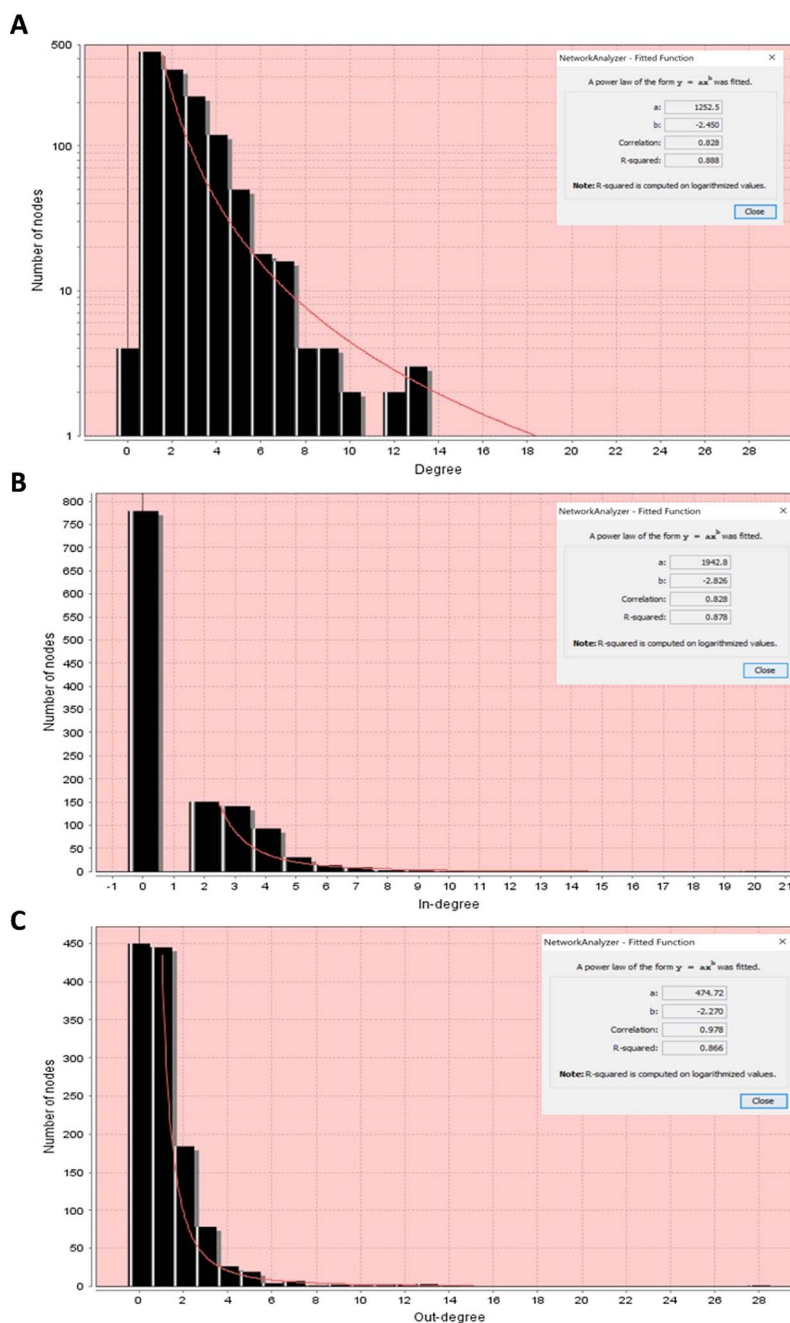 A
500
100
10
1
Number of nodes
0 2 4 6 8 10 12 14 16 18 20 22 24 26 28
Degree
NetworkAnalyzer - Fitted Function ×
A power law of the form y = ax^b was fitted.
a: 1252.5
b: -2.450
Correlation: 0.828
R-squared: 0.888
Note: R-squared is computed on logarithmized values.
Close
B
800
750
700
650
600
550
500
450
400
350
300
250
200
150
100
50
0
Number of nodes
-1 0 1 2 3 4 5 6 7 8 9 10 11 12 13 14 15 16 17 18 19 20 21
In-degree
NetworkAnalyzer - Fitted Function ×
A power law of the form y = ax^b was fitted.
a: 1942.8
b: -2.826
Correlation: 0.828
R-squared: 0.878
Note: R-squared is computed on logarithmized values.
Close
C
450
400
350
300
250
200
150
100
50
0
Number of nodes
0 2 4 6 8 10 12 14 16 18 20 22 24 26 28
Out-degree
NetworkAnalyzer - Fitted Function ×
A power law of the form y = ax^b was fitted.
a: 474.72
b: -2.270
Correlation: 0.978
R-squared: 0.866
Note: R-squared is computed on logarithmized values.
Close